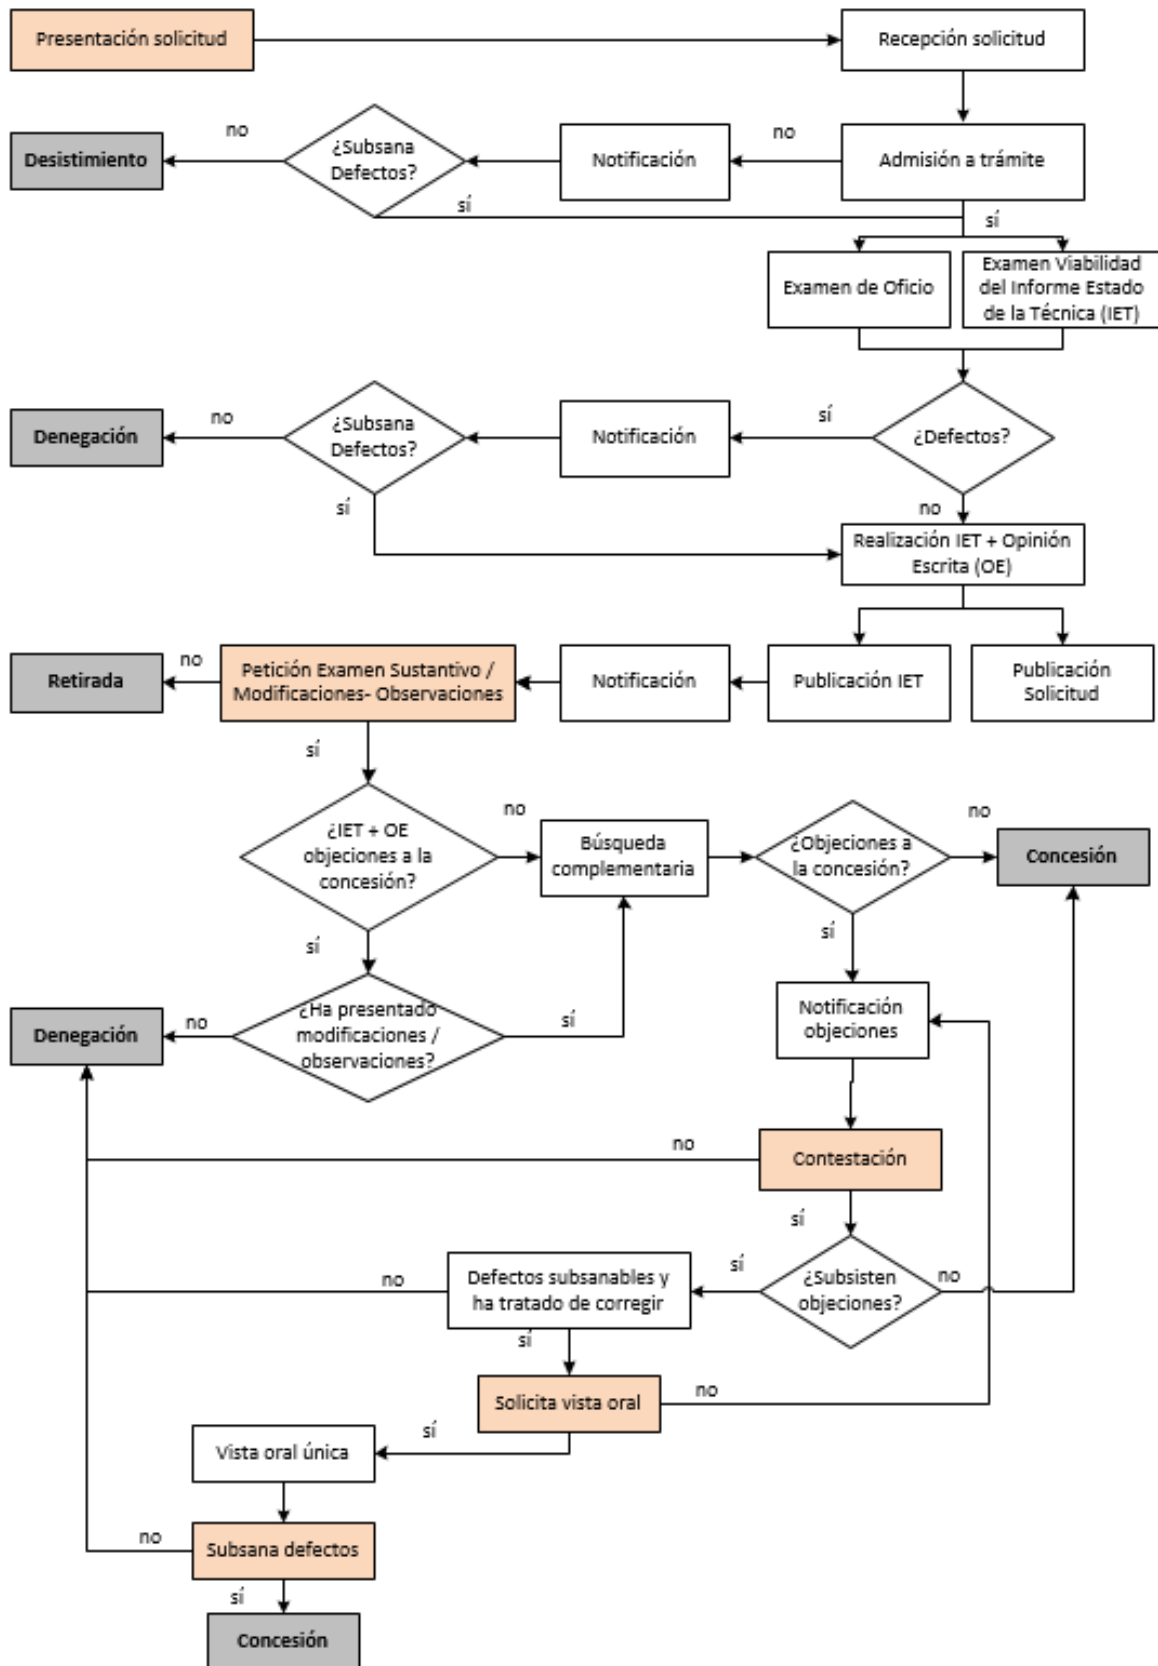 Presentación solicitud
Recepción solicitud
Desistimiento
no
¿Subsana
Defectos?
Notificación
no
Admisión a trámite
sí
sí
Examen de Oficio
Examen Viabilidad
del Informe Estado
de la Técnica (IET)
Denegación
no
¿Subsana
Defectos?
Notificación
sí
¿Defectos?
sí
no
Realización IET + Opinión
Escrita (OE)
Retirada
no
Petición Examen Sustantivo /
Modificaciones- Observaciones
Notificación
Publicación IET
Publicación
Solicitud
sí
¿IET + OE
objeciones a la
concesión?
no
Búsqueda
complementaria
¿Objeciones a
la concesión?
no
Concesión
sí
sí
Denegación
no
¿Ha presentado
modificaciones /
observaciones?
sí
Notificación
objeciones
no
Contestación
sí
no
Defectos subsanables y
ha tratado de corregir
sí
¿Subsisten
objeciones?
no
sí
Solicita vista oral
no
Vista oral única
sí
no
Subsana defectos
sí
Concesión